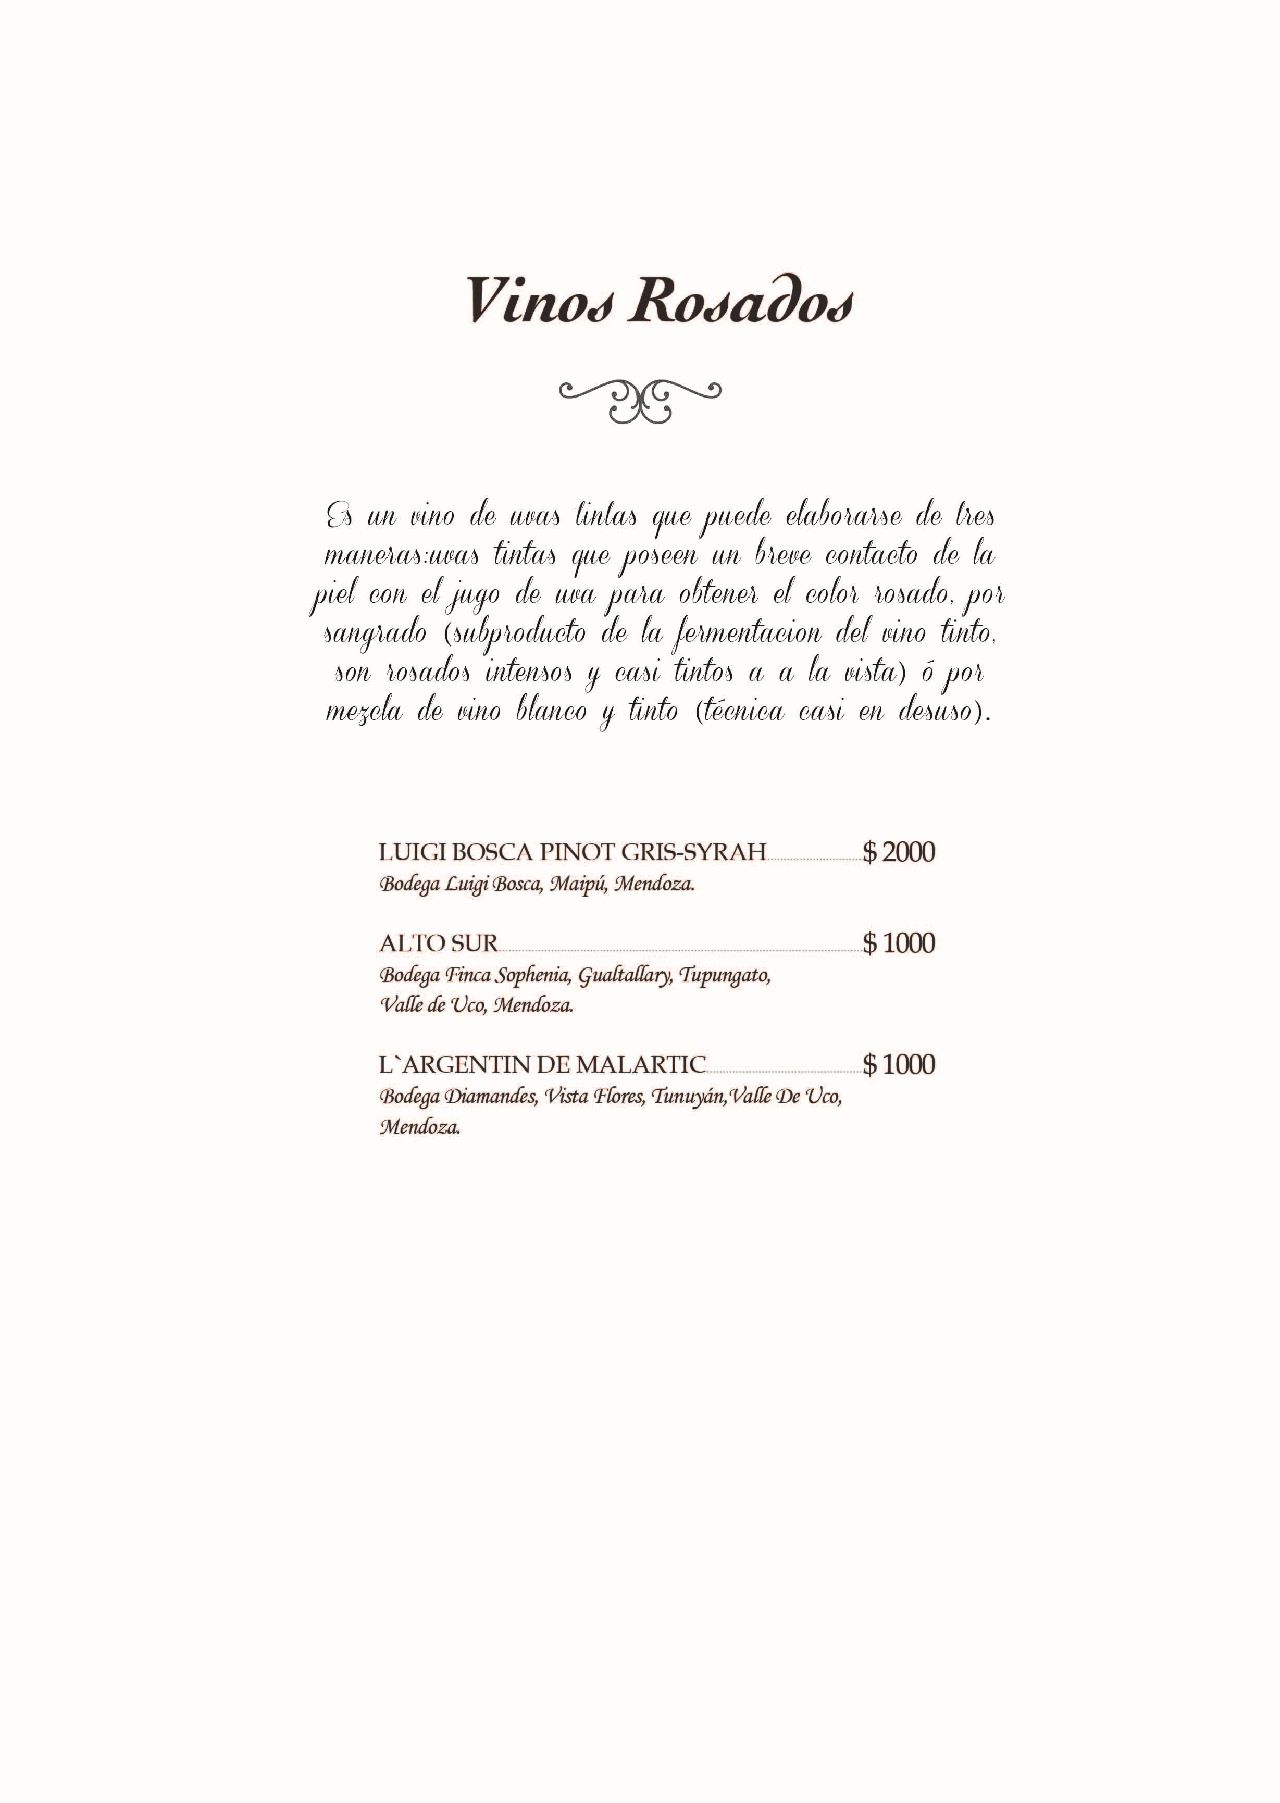 Vinos Rosados
Es un vino de uvas tintas que puede elaborarse de tres
maneras:uvas tintas que poseen un breve contacto de la
piel con el jugo de uva para obtener el color rosado, por
sangrado (subproducto de la fermentacion del vino tinto,
son rosados intensos y casi tintos a a la vista) ó por
mezcla de vino blanco y tinto (técnica casi en desuso).
LUIGI BOSCA PINOT GRIS-SYRAH $ 2000
Bodega Luigi Bosca, Maipú, Mendoza.
ALTO SUR $ 1000
Bodega Finca Sophenia, Gualtallary, Tupungato,
Valle de Uco, Mendoza.
L`ARGENTIN DE MALARTIC $ 1000
Bodega Diamandes, Vista Flores, Tunuyán,Valle De Uco,
Mendoza.